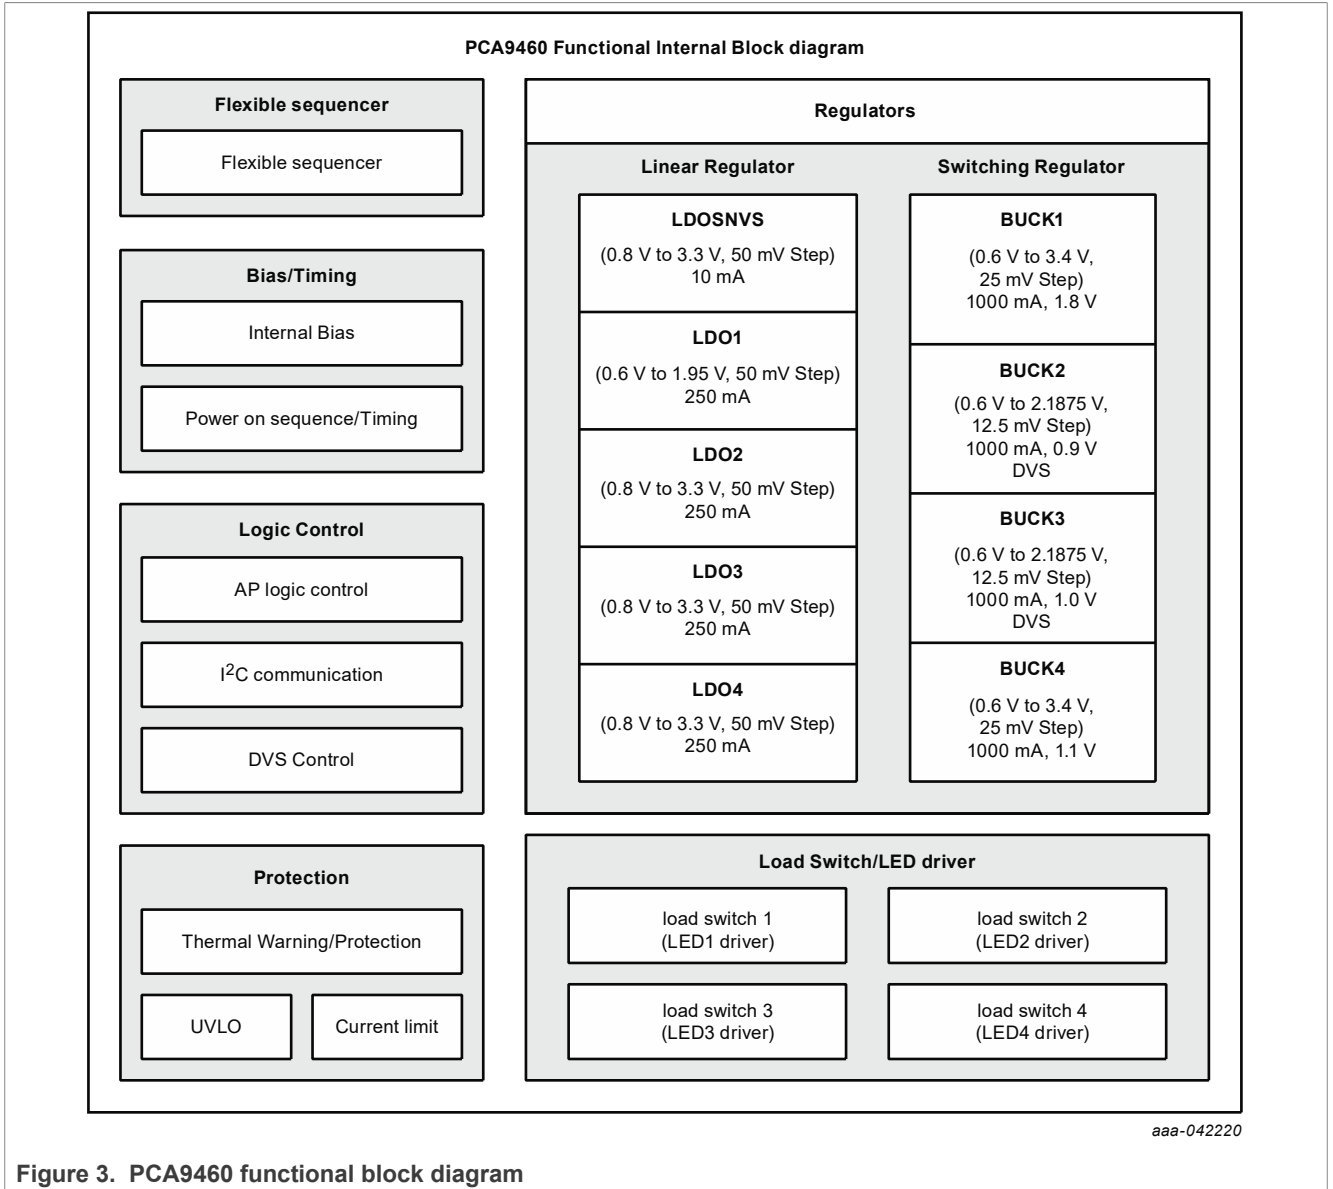 PCA9460 Functional Internal Block diagram
Flexible sequencer
Flexible sequencer
Bias/Timing
Internal Bias
Power on sequence/Timing
Logic Control
AP logic control
I2C communication
DVS Control
Protection
Thermal Warning/Protection
UVLO
Current limit
Regulators
Linear Regulator
LDOSNVS
(0.8 V to 3.3 V, 50 mV Step)
10 mA
LDO1
(0.6 V to 1.95 V, 50 mV Step)
250 mA
LDO2
(0.8 V to 3.3 V, 50 mV Step)
250 mA
LDO3
(0.8 V to 3.3 V, 50 mV Step)
250 mA
LDO4
(0.8 V to 3.3 V, 50 mV Step)
250 mA
Switching Regulator
BUCK1
(0.6 V to 3.4 V,
25 mV Step)
1000 mA, 1.8 V
BUCK2
(0.6 V to 2.1875 V,
12.5 mV Step)
1000 mA, 0.9 V
DVS
BUCK3
(0.6 V to 2.1875 V,
12.5 mV Step)
1000 mA, 1.0 V
DVS
BUCK4
(0.6 V to 3.4 V,
25 mV Step)
1000 mA, 1.1 V
Load Switch/LED driver
load switch 1
(LED1 driver)
load switch 2
(LED2 driver)
load switch 3
(LED3 driver)
load switch 4
(LED4 driver)
aaa-042220
Figure 3. PCA9460 functional block diagram